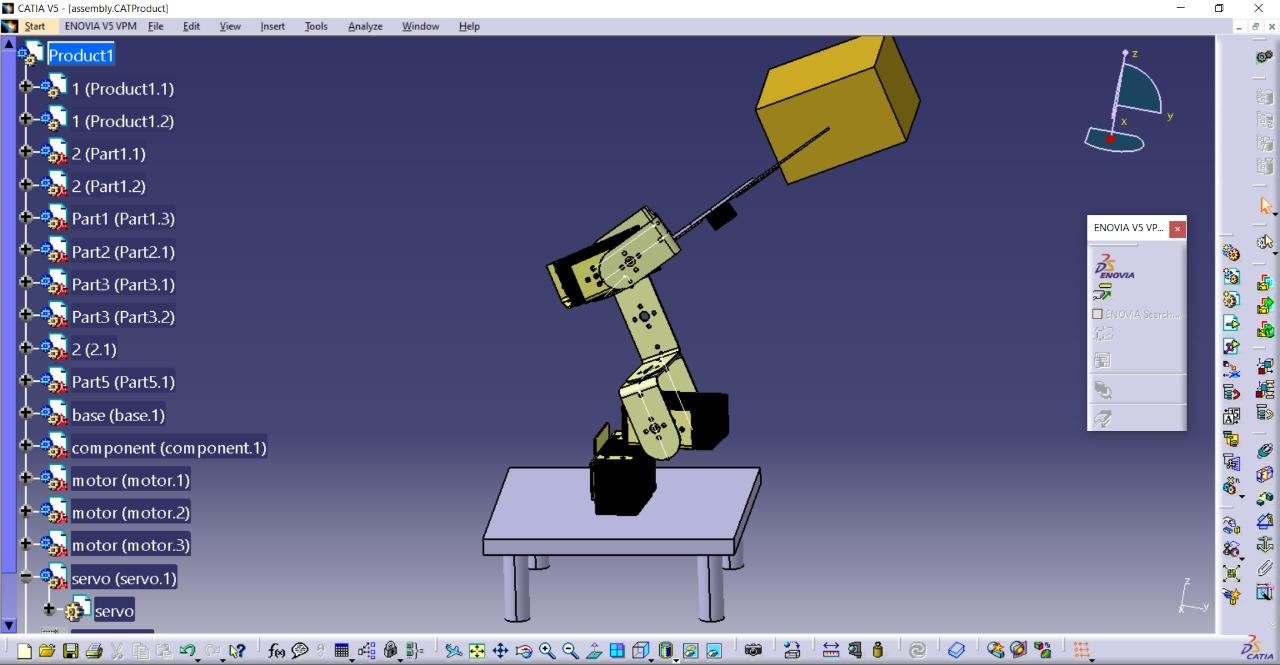 CATIA V5 - [assembly.CATProduct]
Start ENOVIA V5 VPM File Edit View Insert Tools Analyze Window Help
Product1
1 (Product1.1)
1 (Product1.2)
2 (Part1.1)
2 (Part1.2)
Part1 (Part1.3)
Part2 (Part2.1)
Part3 (Part3.1)
Part3 (Part3.2)
2 (2.1)
Part5 (Part5.1)
base (base.1)
component (component.1)
motor (motor.1)
motor (motor.2)
motor (motor.3)
servo (servo.1)
servo
z
x
y
ENOVIA V5 VP...
ENOVIA
ENOVIA Search...
z
x
y
CATIA